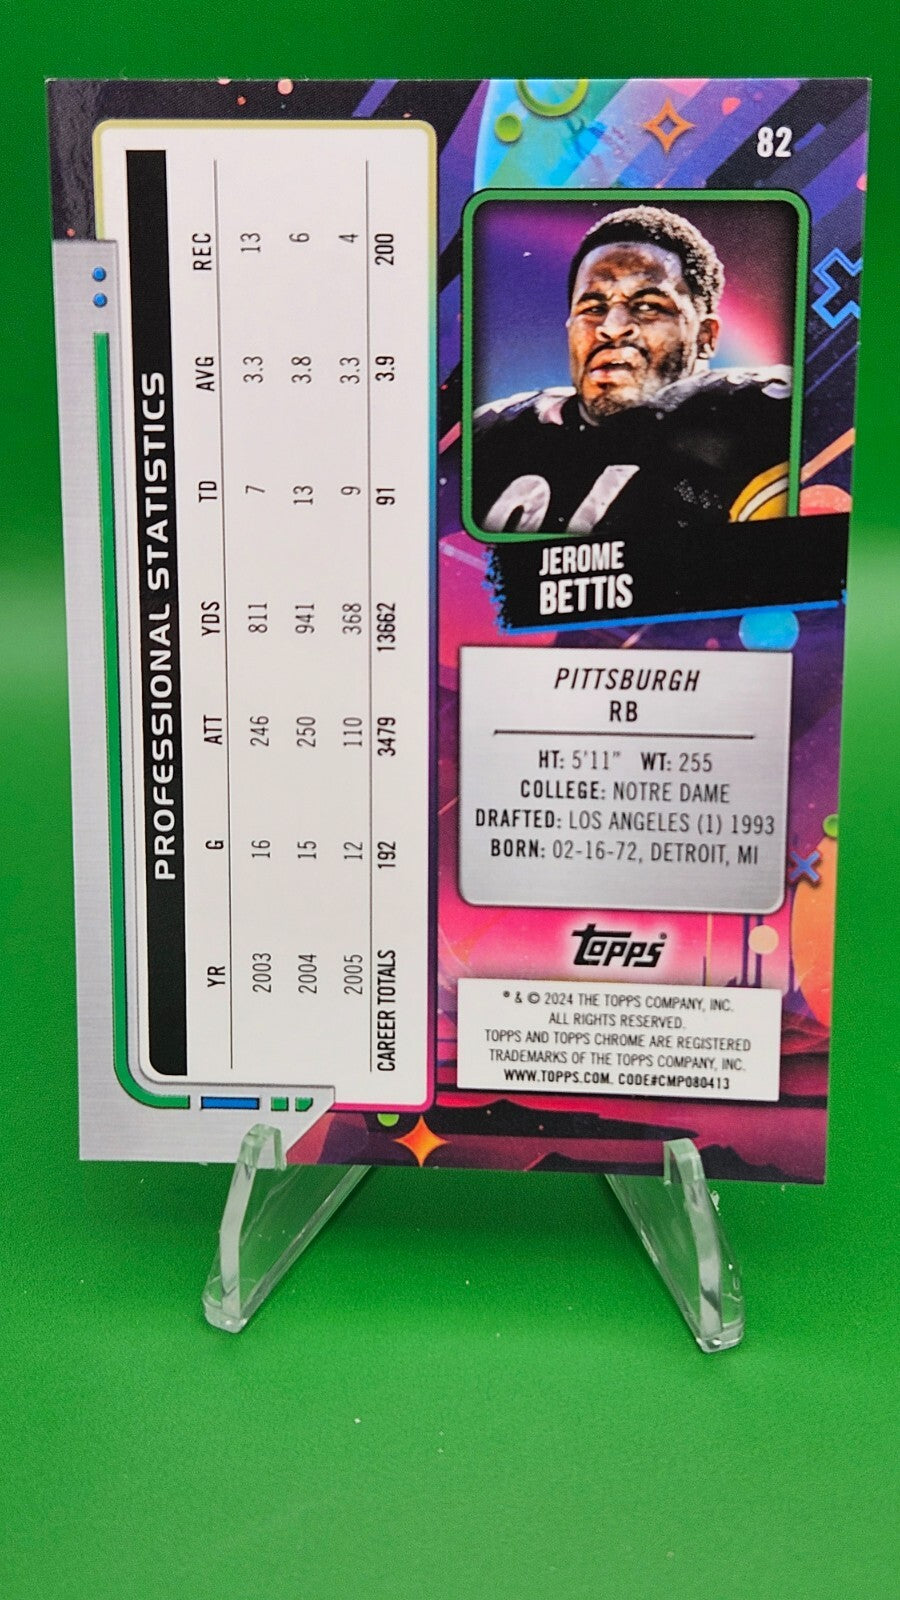 82
JEROME
BETTIS
PITTSBURGH
RB
HT: 5'11" WT: 255
COLLEGE: NOTRE DAME
DRAFTED: LOS ANGELES (1) 1993
BORN: 02-16-72, DETROIT, MI
topps®
® & © 2024 THE TOPPS COMPANY, INC.
ALL RIGHTS RESERVED.
TOPPS AND TOPPS CHROME ARE REGISTERED
TRADEMARKS OF THE TOPPS COMPANY, INC.
WWW.TOPPS.COM. CODE#CMP080413
PROFESSIONAL STATISTICS
YR G ATT YDS TD AVG REC
2003 16 246 811 7 3.3 13
2004 15 250 941 13 3.8 6
2005 12 110 368 9 3.3 4
CAREER TOTALS 192 3479 13662 91 3.9 200